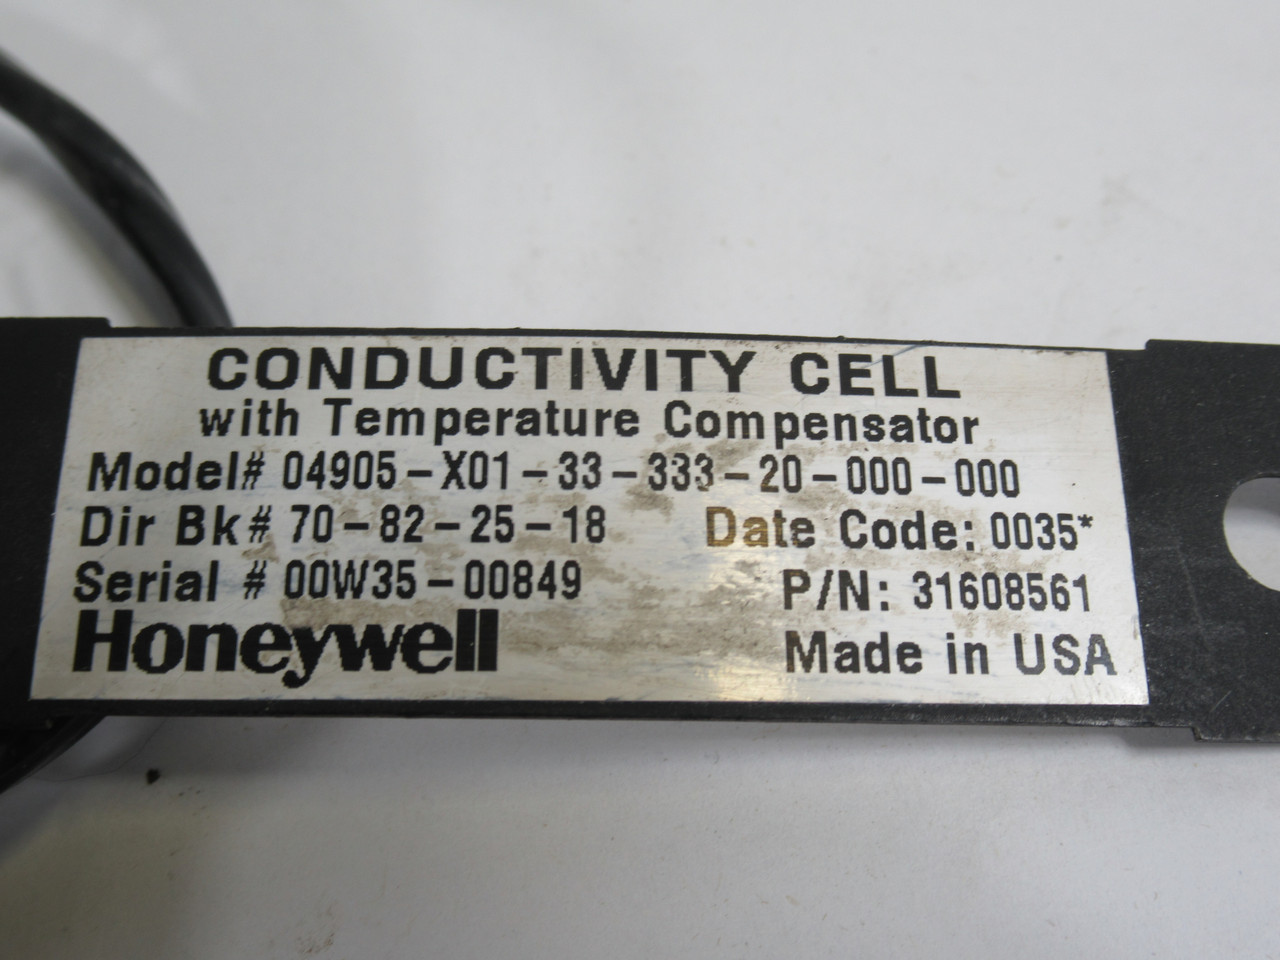 CONDUCTIVITY CELL
with Temperature Compensator
Model# 04905-X01-33-333-20-000-000
Dir Bk# 70-82-25-18 Date Code: 0035*
Serial # 00W35-00849 P/N: 31608561
Honeywell Made in USA